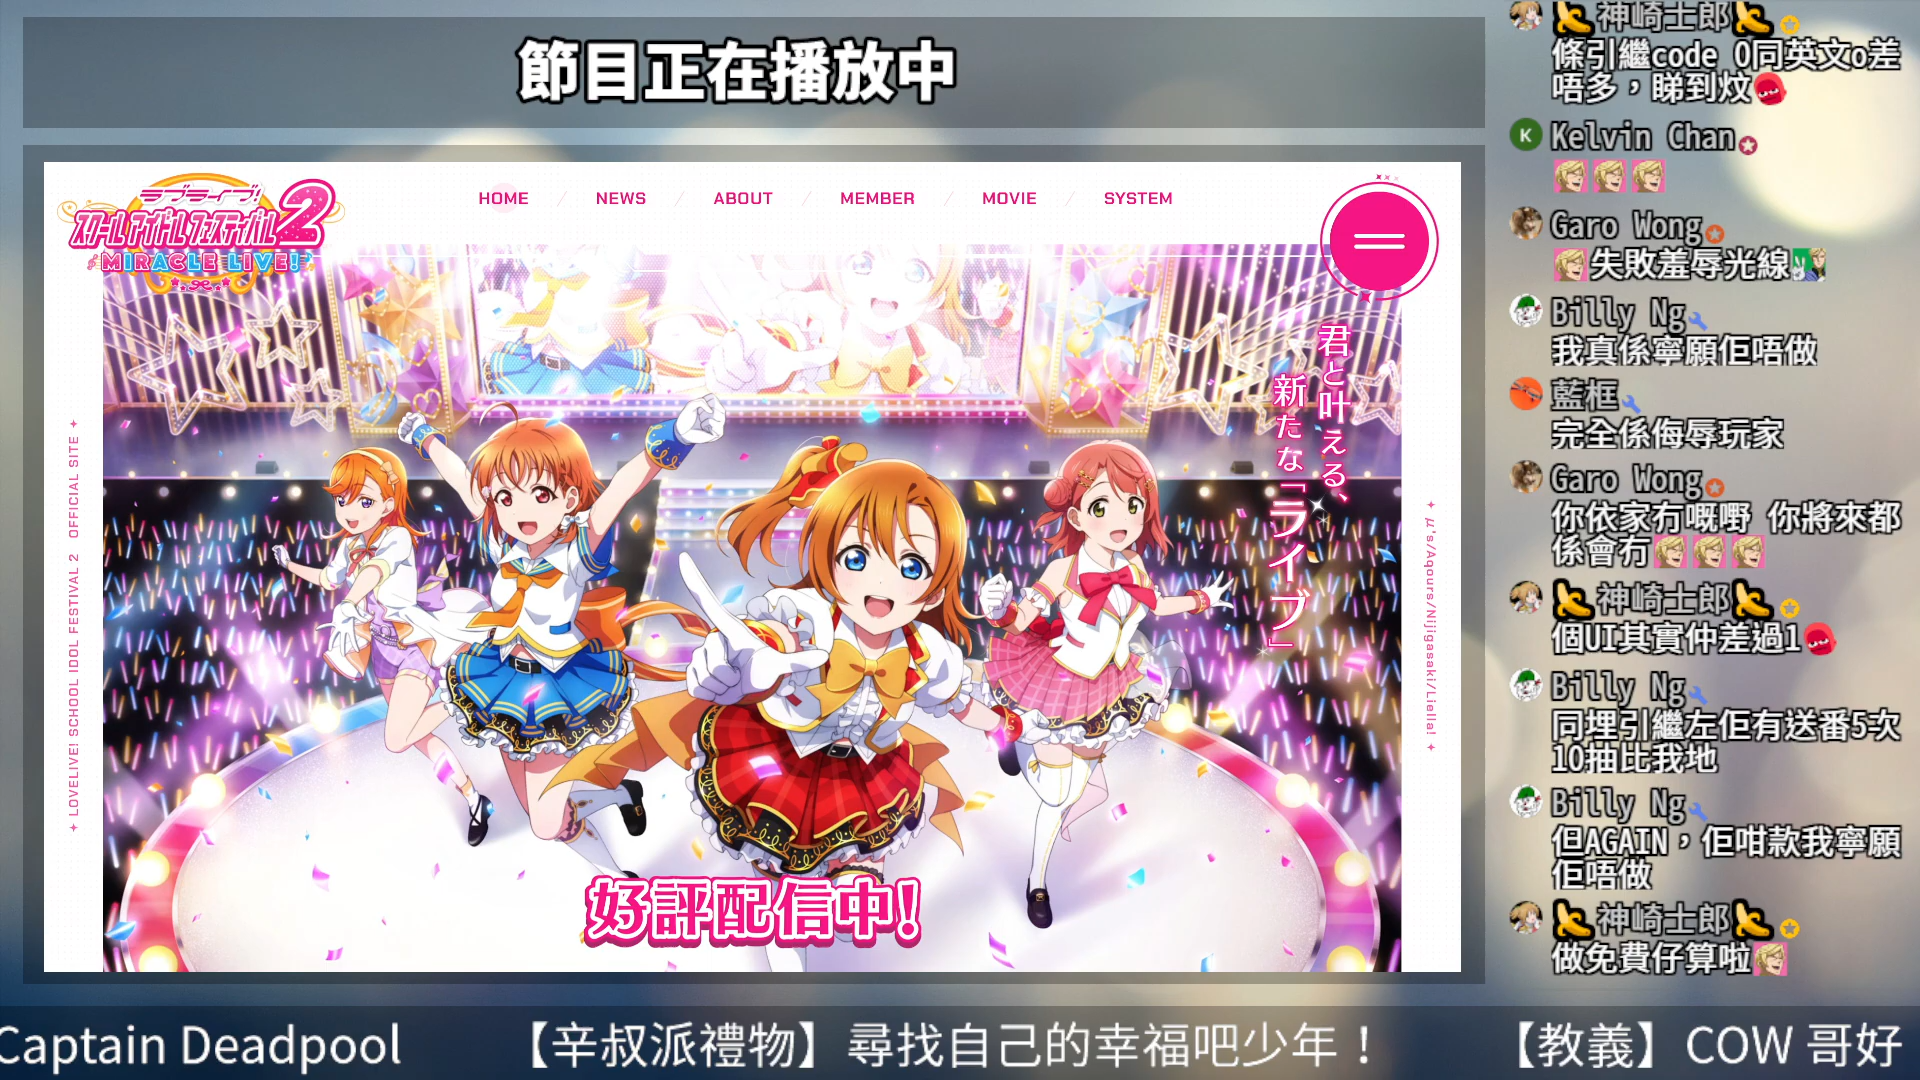 節目正在播放中
ラブライブ!
スクールアイドルフェスティバル2
MIRACLE LIVE!
HOME
NEWS
ABOUT
MEMBER
MOVIE
SYSTEM
君と叶える、
新たな「ライブ」
LOVELIVE! SCHOOL IDOL FESTIVAL 2 OFFICIAL SITE
μ's/Aqours/Nijigasaki/Liella!
好評配信中!
神崎士郎
條引繼code 0同英文o差
唔多，睇到炆
K
Kelvin Chan
Garo Wong
失敗羞辱光線
Billy Ng
我真係寧願佢唔做
藍框
完全係侮辱玩家
Garo Wong
你依家冇嘅嘢 你將來都
係會冇
神崎士郎
個UI其實仲差過1
Billy Ng
同埋引繼左佢有送番5次
10抽比我地
Billy Ng
但AGAIN，佢咁款我寧願
佢唔做
神崎士郎
做免費仔算啦
Captain Deadpool
【辛叔派禮物】尋找自己的幸福吧少年！
【教義】COW 哥好